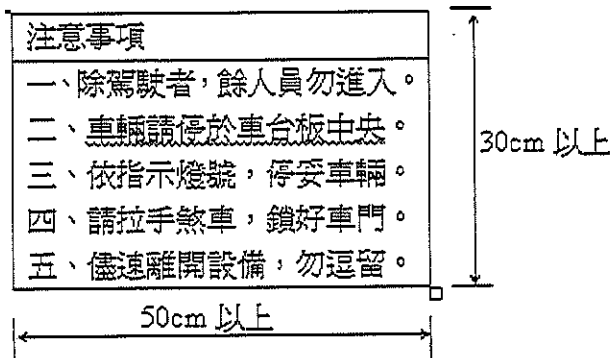 注意事項
一、除駕駛者，餘人員勿進入。
二、車輛請停於車台板中央。
三、依指示燈號，停妥車輛。
四、請拉手煞車，鎖好車門。
五、儘速離開設備，勿逗留。
30cm 以上
50cm 以上